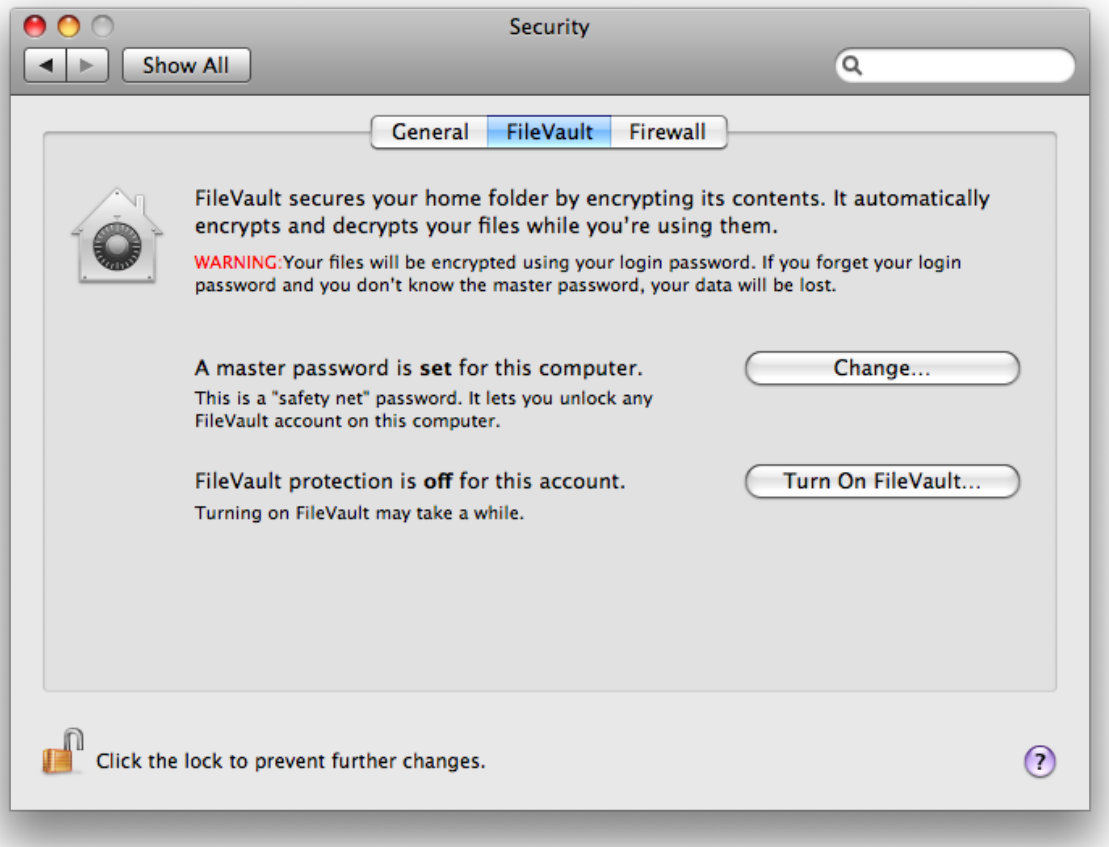 Security
Show All
General FileVault Firewall
FileVault secures your home folder by encrypting its contents. It automatically
encrypts and decrypts your files while you're using them.
WARNING:Your files will be encrypted using your login password. If you forget your login
password and you don't know the master password, your data will be lost.
A master password is set for this computer.
Change...
This is a "safety net" password. It lets you unlock any
FileVault account on this computer.
FileVault protection is off for this account.
Turn On FileVault...
Turning on FileVault may take a while.
Click the lock to prevent further changes.
?